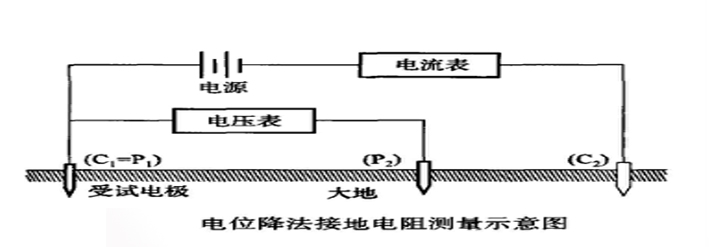 电流表
电源
电压表
(C₁=P₁) (P₂) (C₂)
受试电极 大地
电位降法接地电阻测量示意图